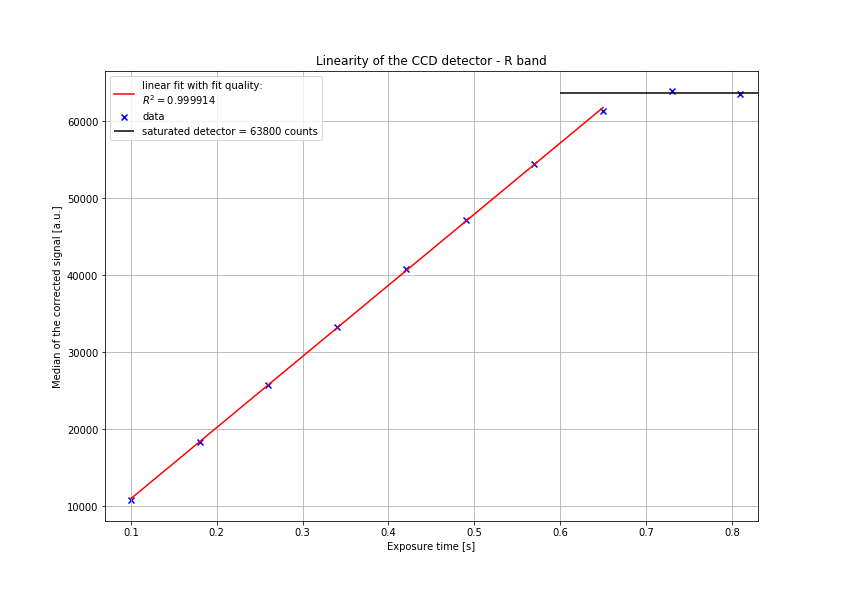 Linearity of the CCD detector - R band
linear fit with fit quality:
R² = 0.999914
data
saturated detector = 63800 counts
Median of the corrected signal [a.u.]
60000
50000
40000
30000
20000
10000
0.1 0.2 0.3 0.4 0.5 0.6 0.7 0.8
Exposure time [s]